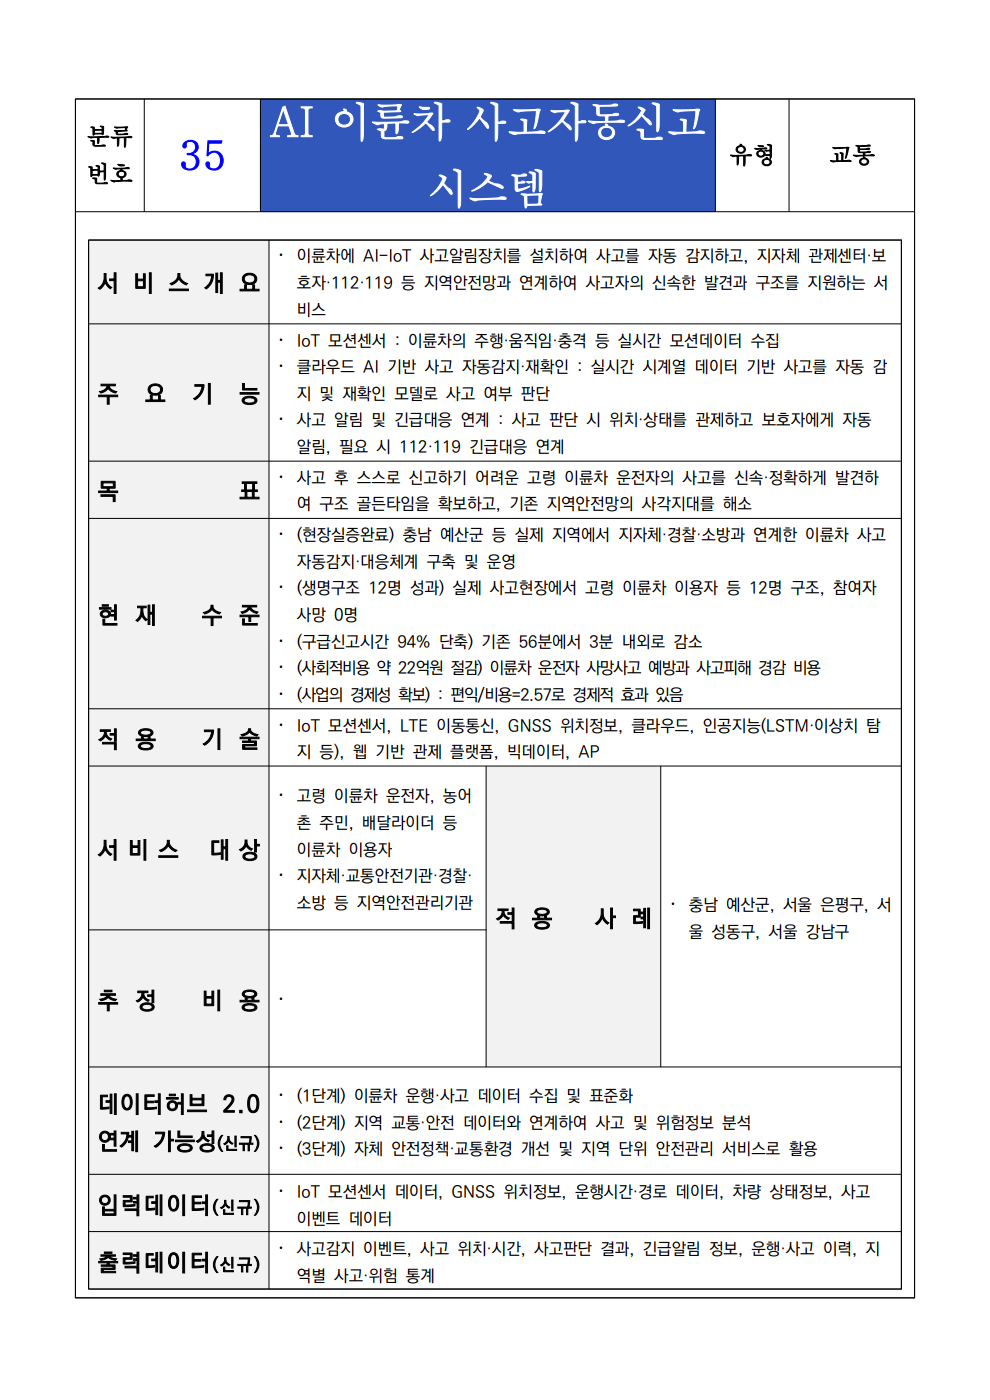 분류
번호
35
AI 이륜차 사고자동신고
시스템
유형
교통
서 비 스 개 요
· 이륜차에 AI-IoT 사고알림장치를 설치하여 사고를 자동 감지하고, 지자체 관제센터·보
호자·112·119 등 지역안전망과 연계하여 사고자의 신속한 발견과 구조를 지원하는 서
비스
주 요 기 능
· IoT 모션센서 : 이륜차의 주행·움직임·충격 등 실시간 모션데이터 수집
· 클라우드 AI 기반 사고 자동감지·재확인 : 실시간 시계열 데이터 기반 사고를 자동 감
지 및 재확인 모델로 사고 여부 판단
· 사고 알림 및 긴급대응 연계 : 사고 판단 시 위치·상태를 관제하고 보호자에게 자동
알림, 필요 시 112·119 긴급대응 연계
목 표
· 사고 후 스스로 신고하기 어려운 고령 이륜차 운전자의 사고를 신속·정확하게 발견하
여 구조 골든타임을 확보하고, 기존 지역안전망의 사각지대를 해소
현 재 수 준
· (현장실증완료) 충남 예산군 등 실제 지역에서 지자체·경찰·소방과 연계한 이륜차 사고
자동감지·대응체계 구축 및 운영
· (생명구조 12명 성과) 실제 사고현장에서 고령 이륜차 이용자 등 12명 구조, 참여자
사망 0명
· (구급신고시간 94% 단축) 기존 56분에서 3분 내외로 감소
· (사회적비용 약 22억원 절감) 이륜차 운전자 사망사고 예방과 사고피해 경감 비용
· (사업의 경제성 확보) : 편익/비용=2.57로 경제적 효과 있음
적 용 기 술
· IoT 모션센서, LTE 이동통신, GNSS 위치정보, 클라우드, 인공지능(LSTM·이상치 탐
지 등), 웹 기반 관제 플랫폼, 빅데이터, AP
서 비 스 대 상
· 고령 이륜차 운전자, 농어
촌 주민, 배달라이더 등
이륜차 이용자
· 지자체·교통안전기관·경찰·
소방 등 지역안전관리기관
적 용 사 례
· 충남 예산군, 서울 은평구, 서
울 성동구, 서울 강남구
추 정 비 용
·
데이터허브 2.0
연계 가능성(신규)
· (1단계) 이륜차 운행·사고 데이터 수집 및 표준화
· (2단계) 지역 교통·안전 데이터와 연계하여 사고 및 위험정보 분석
· (3단계) 자체 안전정책·교통환경 개선 및 지역 단위 안전관리 서비스로 활용
입력데이터(신규)
· IoT 모션센서 데이터, GNSS 위치정보, 운행시간·경로 데이터, 차량 상태정보, 사고
이벤트 데이터
출력데이터(신규)
· 사고감지 이벤트, 사고 위치·시간, 사고판단 결과, 긴급알림 정보, 운행·사고 이력, 지
역별 사고·위험 통계